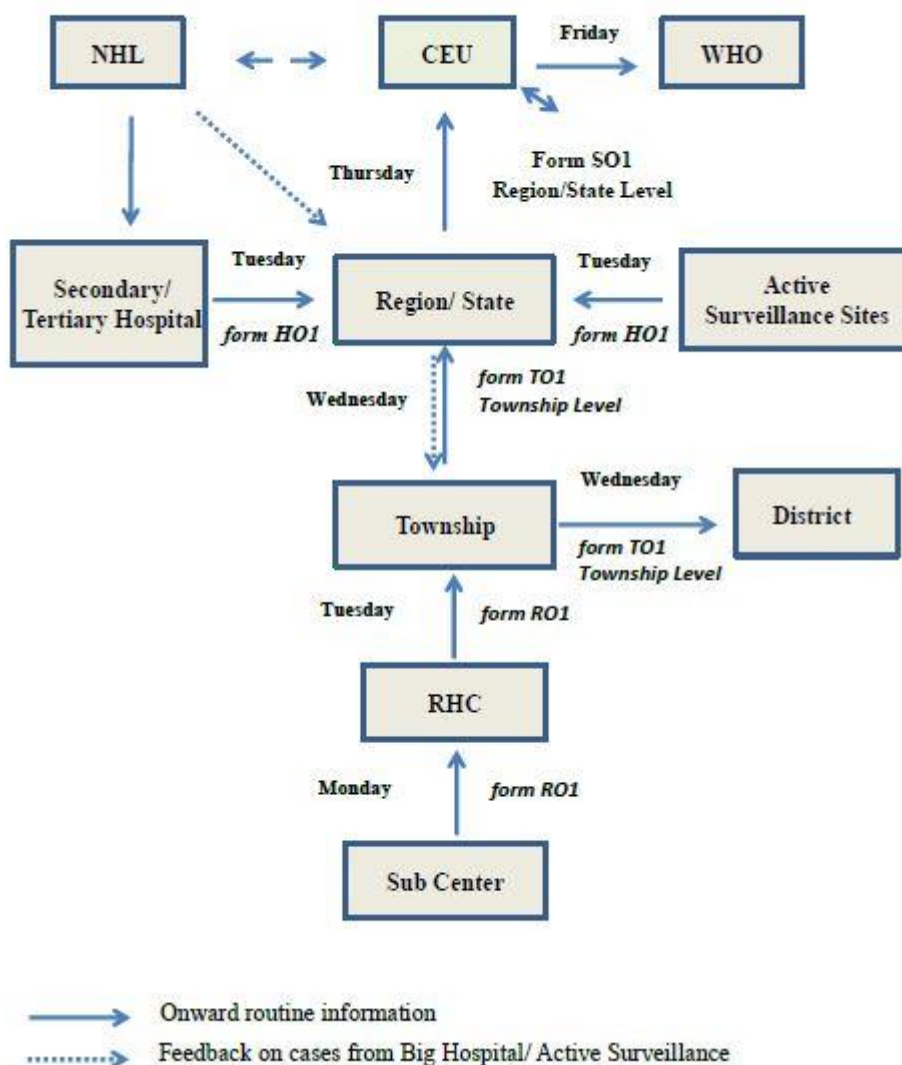 Friday
NHL
CEU
WHO
Thursday
Form SO1
Region/State Level
Secondary/
Tertiary Hospital
Tuesday
form HO1
Region/ State
Tuesday
form HO1
Active
Surveillance Sites
Wednesday
form TO1
Township Level
Township
Wednesday
form TO1
Township Level
District
Tuesday
form RO1
RHC
Monday
form RO1
Sub Center
Onward routine information
Feedback on cases from Big Hospital/ Active Surveillance